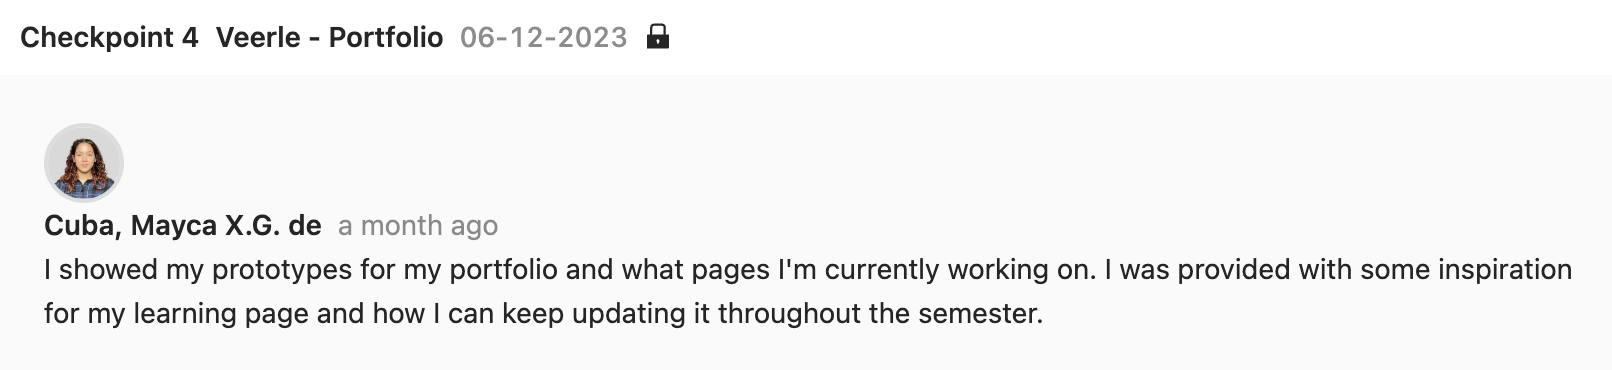 Checkpoint 4 Veerle - Portfolio 06-12-2023
Cuba, Mayca X.G. de a month ago
I showed my prototypes for my portfolio and what pages I'm currently working on. I was provided with some inspiration
for my learning page and how I can keep updating it throughout the semester.